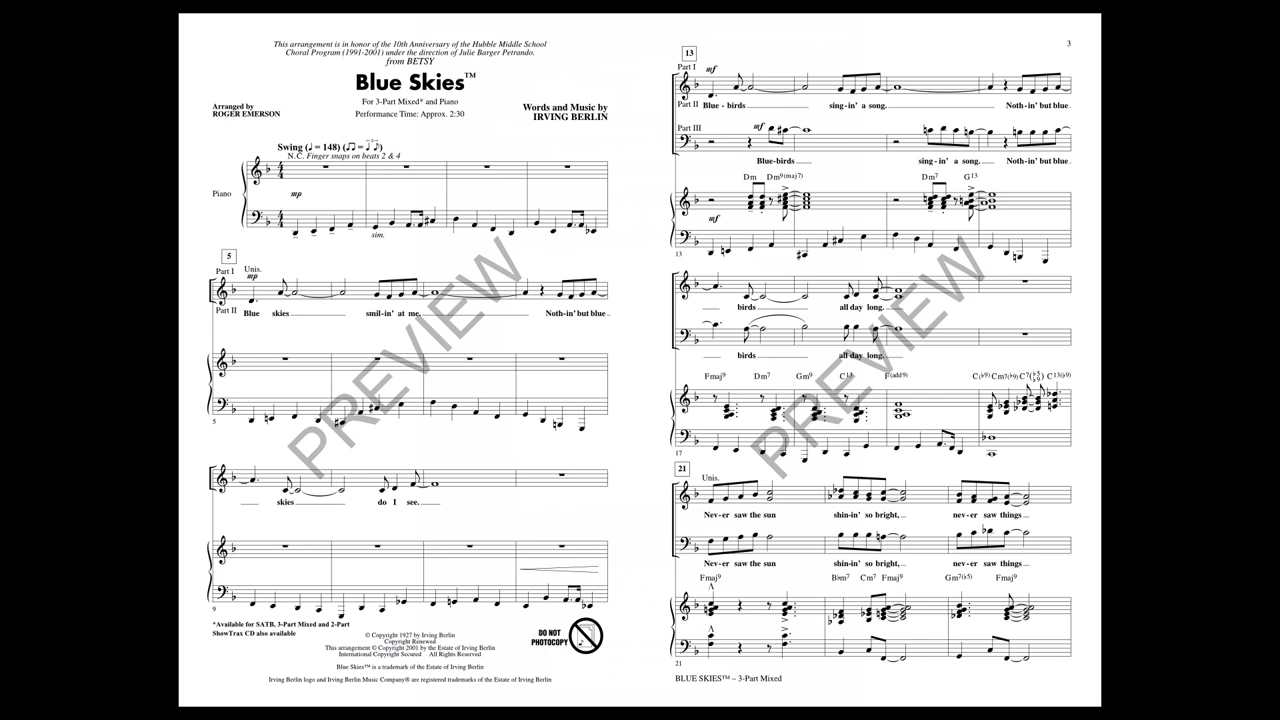 This arrangement is in honor of the 10th Anniversary of the Hubble Middle School
Choral Program (1991-2001) under the direction of Julie Barger Petrando.
from BETSY
Blue Skies™
For 3-Part Mixed* and Piano
Performance Time: Approx. 2:30
Arranged by
ROGER EMERSON
Words and Music by
IRVING BERLIN
Swing (♩ = 148) (♫ = ♩ ♪)
N.C. Finger snaps on beats 2 & 4
Piano
mp
sim.
5
Part I
Unis.
mp
Part II
Blue skies smil-in' at me. Noth-in' but blue
5
skies do I see.
9
*Available for SATB, 3-Part Mixed and 2-Part
ShowTrax CD also available
© Copyright 1927 by Irving Berlin
Copyright Renewed
This arrangement © Copyright 2001 by the Estate of Irving Berlin
International Copyright Secured All Rights Reserved
Blue Skies™ is a trademark of the Estate of Irving Berlin
Irving Berlin logo and Irving Berlin Music Company® are registered trademarks of the Estate of Irving Berlin
DO NOT
PHOTOCOPY
PREVIEW
3
13
Part I
mf
Part II
Blue-birds sing-in' a song. Noth-in' but blue
Part III
mf
Blue-birds sing-in' a song. Noth-in' but blue
Dm Dm9(maj7) Dm7 G13
mf
13
birds all day long.
birds all day long.
Fmaj9 Dm7 Gm9 C13 F(add9) C(♭9) Cm7(♭9) C13(♭9)
17
21
Unis.
Nev-er saw the sun shin-in' so bright, nev-er saw things
Nev-er saw the sun shin-in' so bright, nev-er saw things
Fmaj9 B♭m7 Cm7 Fmaj9 Gm7(♭5) Fmaj9
21
BLUE SKIES™ – 3-Part Mixed
PREVIEW